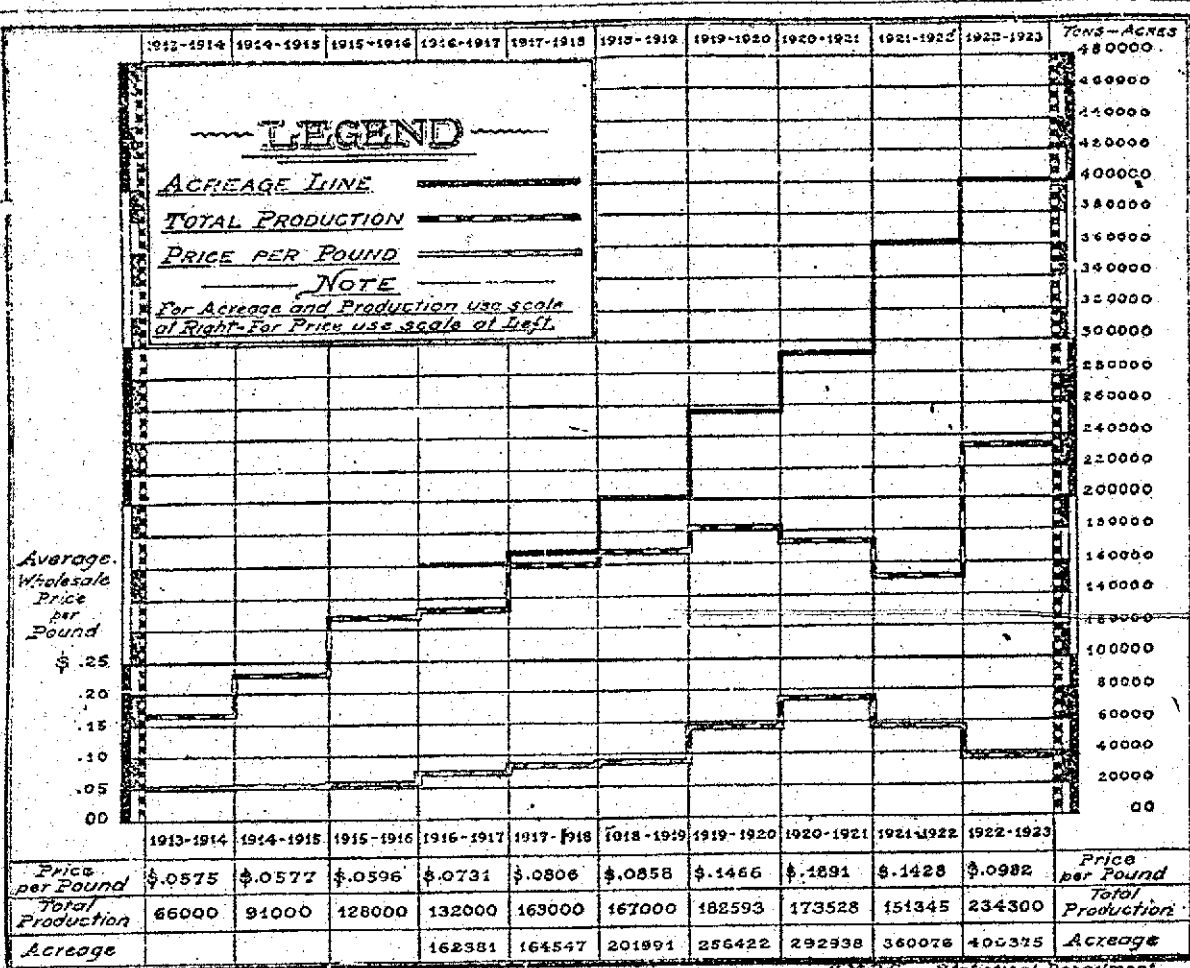 1913-1914 1914-1915 1915-1916 1916-1917 1917-1918 1918-1919 1919-1920 1920-1921 1921-1922 1922-1923 TONS-ACRES
480000
460000
440000
420000
400000
380000
360000
340000
320000
300000
280000
260000
240000
220000
200000
180000
160000
140000
120000
100000
80000
60000
40000
20000
00
LEGEND
ACREAGE LINE
TOTAL PRODUCTION
PRICE PER POUND
NOTE
For Acreage and Production use scale
at Right-For Price use scale at Left.
Average
Wholesale
Price
per
Pound
$ .25
.20
.15
.10
.05
00
1913-1914 1914-1915 1915-1916 1916-1917 1917-1918 1918-1919 1919-1920 1920-1921 1921-1922 1922-1923
Price per Pound $.0575 $.0577 $.0596 $.0731 $.0806 $.0858 $.1466 $.1891 $.1428 $.0982 Price per Pound
Total Production 66000 91000 128000 132000 163000 167000 182593 173528 151345 234300 Total Production
Acreage 162381 164547 201991 256422 292938 360076 400375 Acreage
Statistical Department